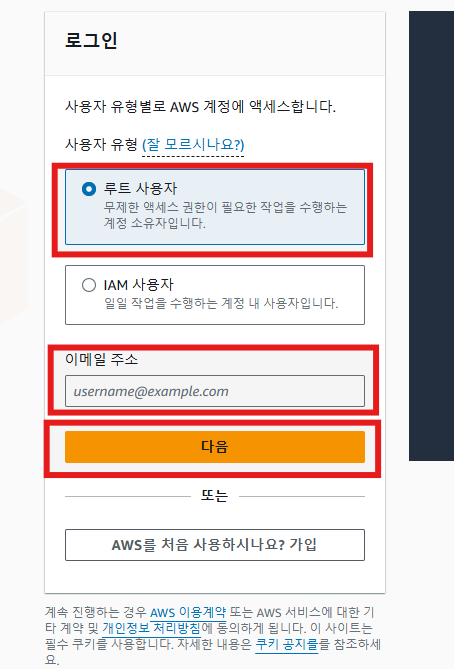 로그인
사용자 유형별로 AWS 계정에 액세스합니다.
사용자 유형 (잘 모르시나요?)
루트 사용자
무제한 액세스 권한이 필요한 작업을 수행하는
계정 소유자입니다.
IAM 사용자
일일 작업을 수행하는 계정 내 사용자입니다.
이메일 주소
username@example.com
다음
또는
AWS를 처음 사용하시나요? 가입
계속 진행하는 경우 AWS 이용계약 또는 AWS 서비스에 대한 기
타 계약 및 개인정보 처리방침에 동의하게 됩니다. 이 사이트는
필수 쿠키를 사용합니다. 자세한 내용은 쿠키 공지를를 참조하세
요.